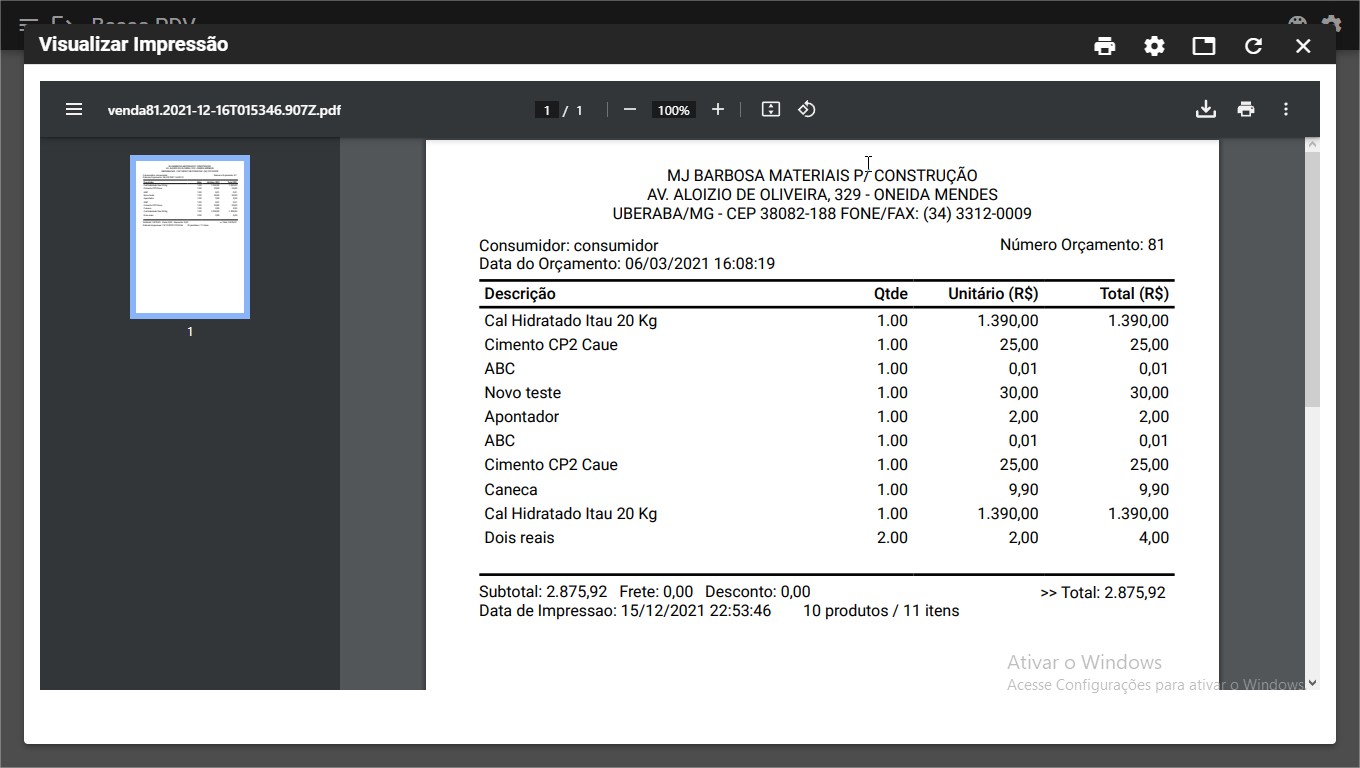 Visualizar Impressão
venda81.2021-12-16T015346.907Z.pdf
1 / 1
100%
1
MJ BARBOSA MATERIAIS P/ CONSTRUÇÃO
AV. ALOIZIO DE OLIVEIRA, 329 - ONEIDA MENDES
UBERABA/MG - CEP 38082-188 FONE/FAX: (34) 3312-0009
Consumidor: consumidor Número Orçamento: 81
Data do Orçamento: 06/03/2021 16:08:19
Descrição Qtde Unitário (R$) Total (R$)
Cal Hidratado Itau 20 Kg 1.00 1.390,00 1.390,00
Cimento CP2 Caue 1.00 25,00 25,00
ABC 1.00 0,01 0,01
Novo teste 1.00 30,00 30,00
Apontador 1.00 2,00 2,00
ABC 1.00 0,01 0,01
Cimento CP2 Caue 1.00 25,00 25,00
Caneca 1.00 9,90 9,90
Cal Hidratado Itau 20 Kg 1.00 1.390,00 1.390,00
Dois reais 2.00 2,00 4,00
Subtotal: 2.875,92 Frete: 0,00 Desconto: 0,00 >> Total: 2.875,92
Data de Impressao: 15/12/2021 22:53:46 10 produtos / 11 itens
Ativar o Windows
Acesse Configurações para ativar o Windows